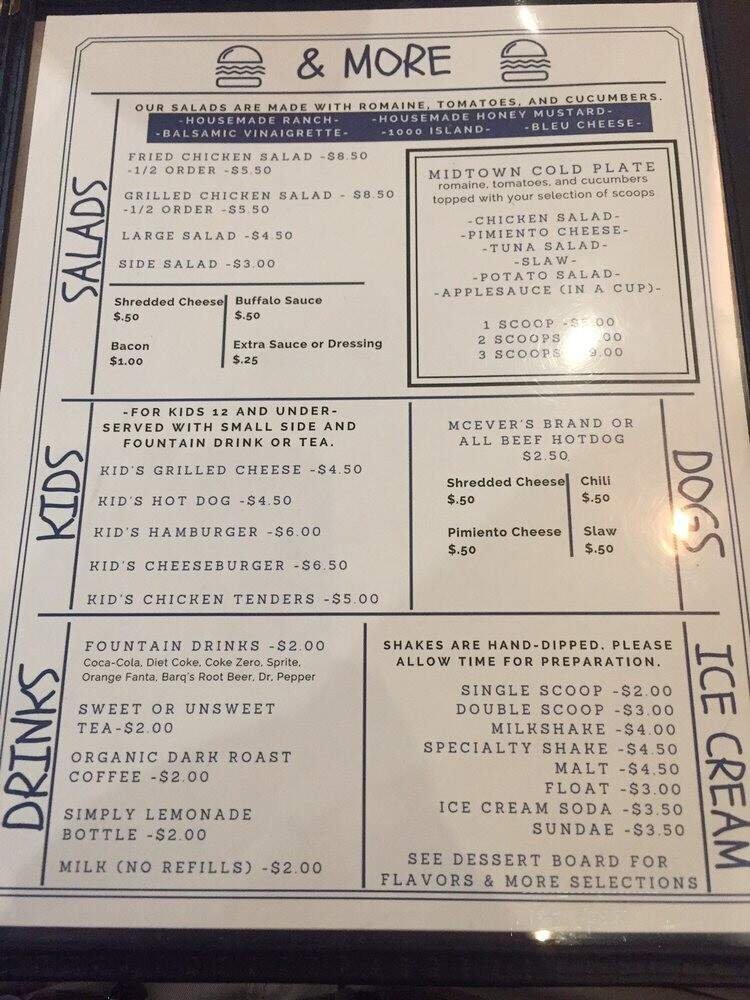 & MORE
OUR SALADS ARE MADE WITH ROMAINE, TOMATOES, AND CUCUMBERS.
-HOUSEMADE RANCH- -HOUSEMADE HONEY MUSTARD-
-BALSAMIC VINAIGRETTE- -1000 ISLAND- -BLEU CHEESE-
SALADS
FRIED CHICKEN SALAD -$8.50
-1/2 ORDER -$5.50
GRILLED CHICKEN SALAD - $8.50
-1/2 ORDER -$5.50
LARGE SALAD -$4.50
SIDE SALAD -$3.00
Shredded Cheese
$.50
Buffalo Sauce
$.50
Bacon
$1.00
Extra Sauce or Dressing
$.25
MIDTOWN COLD PLATE
romaine, tomatoes, and cucumbers
topped with your selection of scoops
-CHICKEN SALAD-
-PIMIENTO CHEESE-
-TUNA SALAD-
-SLAW-
-POTATO SALAD-
-APPLESAUCE (IN A CUP)-
1 SCOOP
2 SCOOPS
3 SCOOPS
KIDS
-FOR KIDS 12 AND UNDER-
SERVED WITH SMALL SIDE AND
FOUNTAIN DRINK OR TEA.
KID'S GRILLED CHEESE -$4.50
KID'S HOT DOG -$4.50
KID'S HAMBURGER -$6.00
KID'S CHEESEBURGER -$6.50
KID'S CHICKEN TENDERS -$5.00
DOGS
MCEVER'S BRAND OR
ALL BEEF HOTDOG
$2.50
Shredded Cheese
$.50
Chili
$.50
Pimiento Cheese
$.50
Slaw
$.50
DRINKS
FOUNTAIN DRINKS -$2.00
Coca-Cola, Diet Coke, Coke Zero, Sprite,
Orange Fanta, Barq's Root Beer, Dr, Pepper
SWEET OR UNSWEET
TEA-$2.00
ORGANIC DARK ROAST
COFFEE -$2.00
SIMPLY LEMONADE
BOTTLE -$2.00
MILK (NO REFILLS) -$2.00
ICE CREAM
SHAKES ARE HAND-DIPPED. PLEASE
ALLOW TIME FOR PREPARATION.
SINGLE SCOOP -$2.00
DOUBLE SCOOP -$3.00
MILKSHAKE -$4.00
SPECIALTY SHAKE -$4.50
MALT -$4.50
FLOAT -$3.00
ICE CREAM SODA -$3.50
SUNDAE -$3.50
SEE DESSERT BOARD FOR
FLAVORS & MORE SELECTIONS